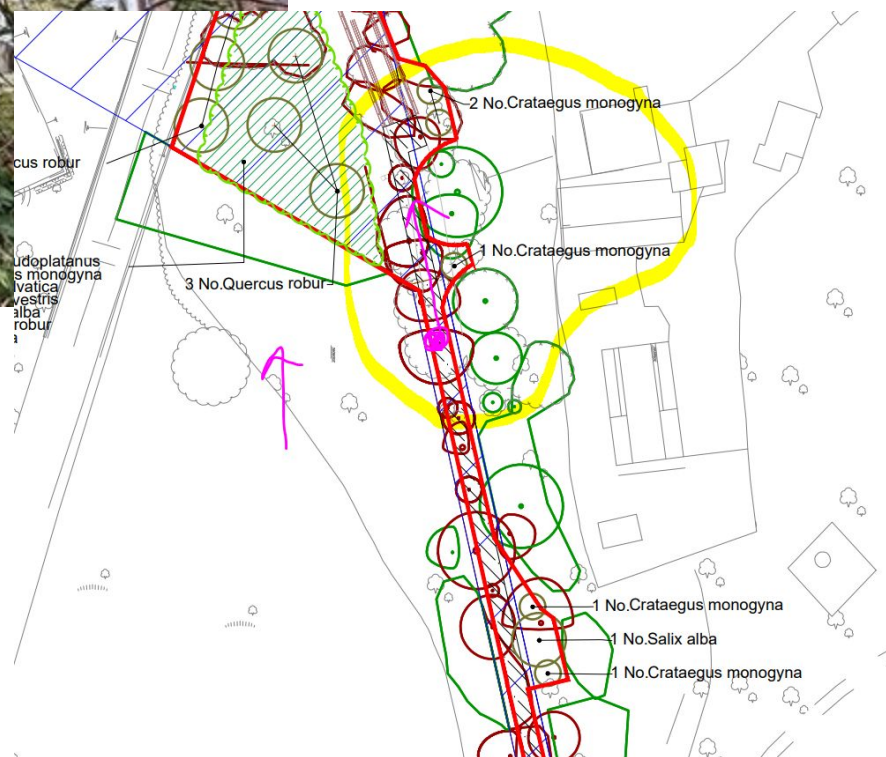 2 No.Crataegus monogyna
cus robur
1 No.Crataegus monogyna
udoplatanus
s monogyna
lvatica
vestris
alba
robur
a
3 No.Quercus robur
1 No.Crataegus monogyna
1 No.Salix alba
1 No.Crataegus monogyna